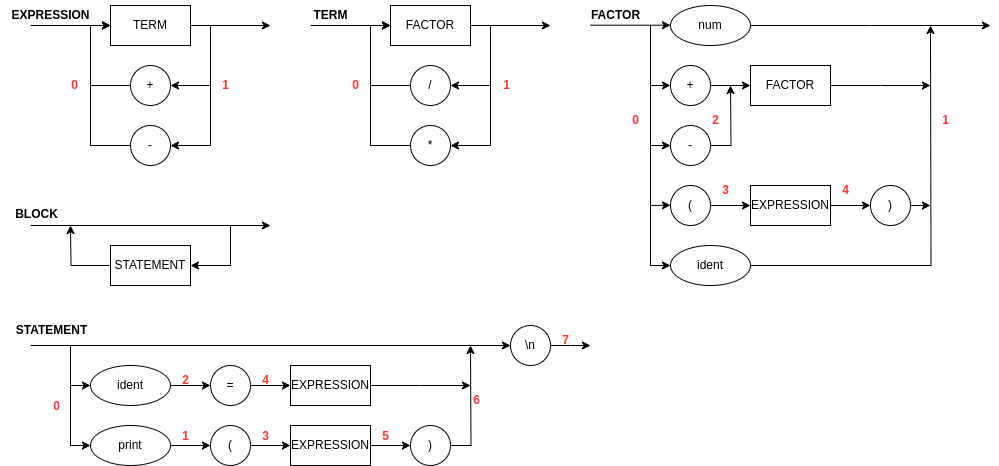 EXPRESSION
TERM
0
+
1
-
TERM
FACTOR
0
/
1
*
FACTOR
num
+
FACTOR
0
2
1
-
3
4
(
EXPRESSION
)
ident
BLOCK
STATEMENT
STATEMENT
\n
7
0
ident
2
=
4
EXPRESSION
6
print
1
(
3
EXPRESSION
5
)